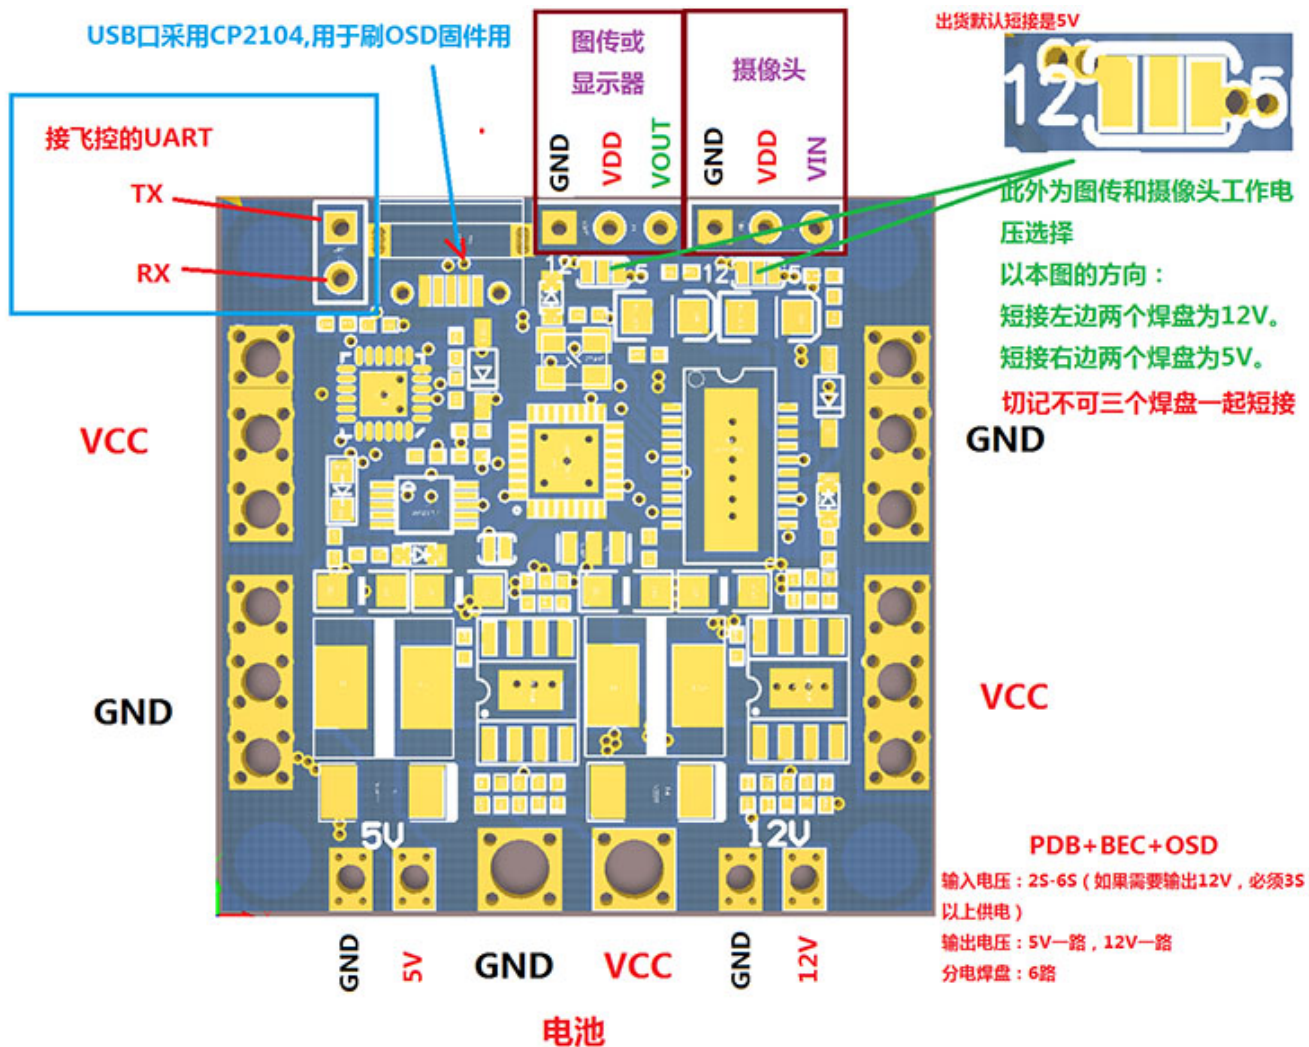 USB口采用CP2104,用于刷OSD固件用
出货默认短接是5V
12 5
图传或
显示器
摄像头
接飞控的UART
TX
RX
GND VDD VOUT GND VDD VIN
此外为图传和摄像头工作电
压选择
以本图的方向：
短接左边两个焊盘为12V。
短接右边两个焊盘为5V。
切记不可三个焊盘一起短接
12 5 12 5
VCC
GND
GND
VCC
5V 12V
PDB+BEC+OSD
输入电压：2S-6S（如果需要输出12V，必须3S
以上供电）
输出电压：5V一路，12V一路
分电焊盘：6路
GND 5V GND VCC GND 12V
电池